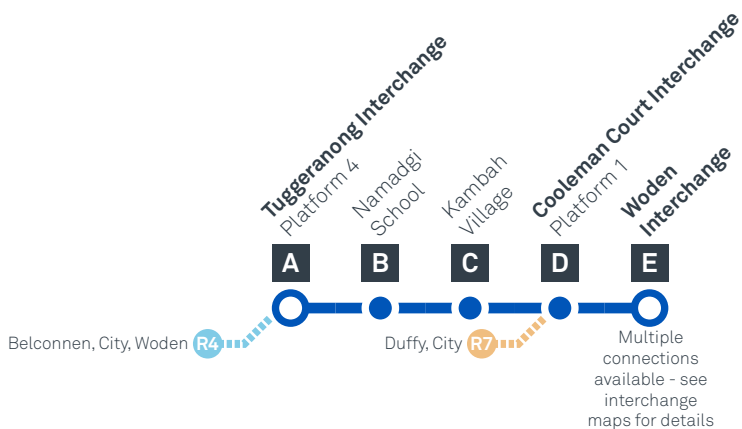 Tuggeranong Interchange
Platform 4
Namadgi
School
Kambah
Village
Cooleman Court Interchange
Platform 1
Woden
Interchange
A
B
C
D
E
Belconnen, City, Woden R4
Duffy, City R7
Multiple
connections
available - see
interchange
maps for details